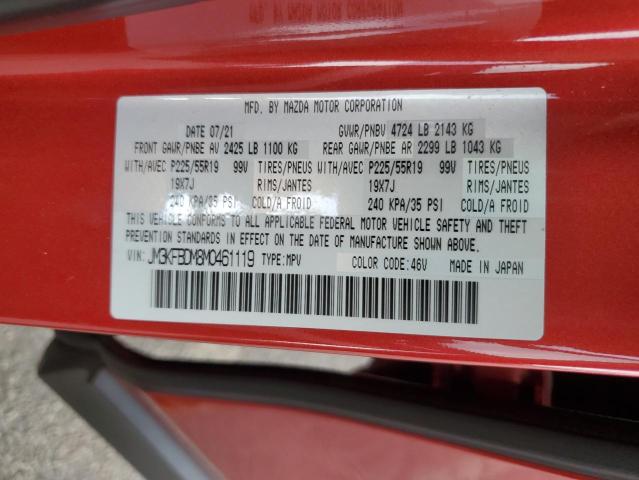 MFD. BY MAZDA MOTOR CORPORATION
DATE 07/21 GVWR/PNBV 4724 LB 2143 KG
FRONT GAWR/PNBE AV 2425 LB 1100 KG REAR GAWR/PNBE AR 2299 LB 1043 KG
WITH/AVEC P225/55R19 99V TIRES/PNEUS WITH/AVEC P225/55R19 99V TIRES/PNEUS
19X7J RIMS/JANTES 19X7J RIMS/JANTES
240 KPA/35 PSI COLD/A FROID 240 KPA/35 PSI COLD/A FROID
THIS VEHICLE CONFORMS TO ALL APPLICABLE FEDERAL MOTOR VEHICLE SAFETY AND THEFT PREVENTION
STANDARDS IN EFFECT ON THE DATE OF MANUFACTURE SHOWN ABOVE.
VIN: JM3KFBDM8M0461119 TYPE:MPV COLOR CODE:46V MADE IN JAPAN